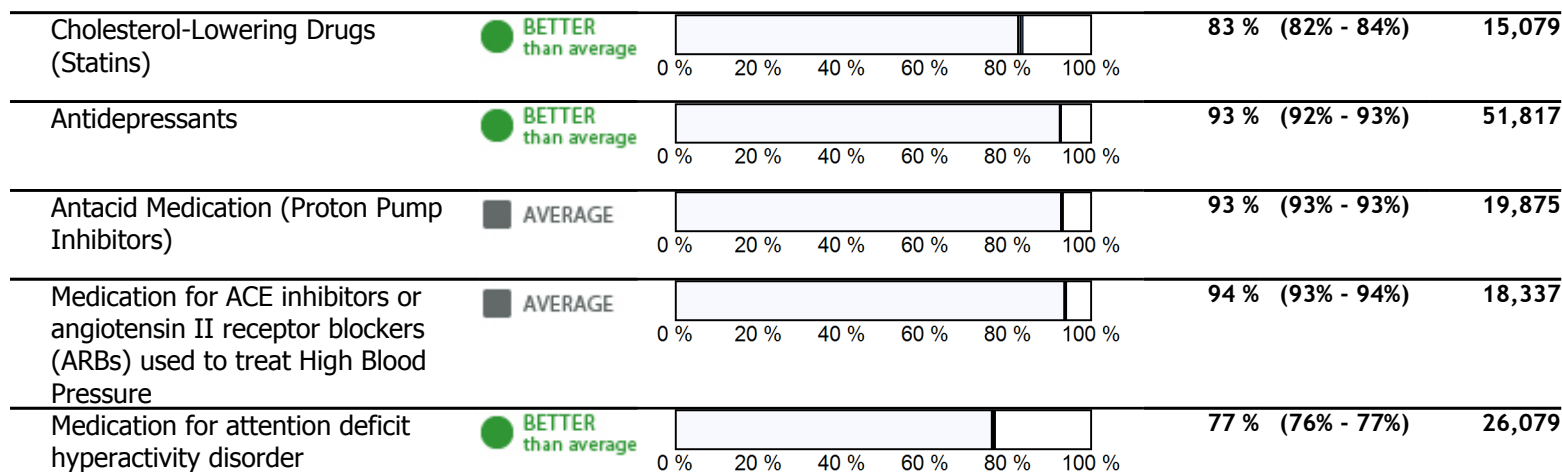 Cholesterol-Lowering Drugs
(Statins)
BETTER
than average
0 % 20 % 40 % 60 % 80 % 100 %
83 % (82% - 84%) 15,079
Antidepressants
BETTER
than average
0 % 20 % 40 % 60 % 80 % 100 %
93 % (92% - 93%) 51,817
Antacid Medication (Proton Pump
Inhibitors)
AVERAGE
0 % 20 % 40 % 60 % 80 % 100 %
93 % (93% - 93%) 19,875
Medication for ACE inhibitors or
angiotensin II receptor blockers
(ARBs) used to treat High Blood
Pressure
AVERAGE
0 % 20 % 40 % 60 % 80 % 100 %
94 % (93% - 94%) 18,337
Medication for attention deficit
hyperactivity disorder
BETTER
than average
0 % 20 % 40 % 60 % 80 % 100 %
77 % (76% - 77%) 26,079